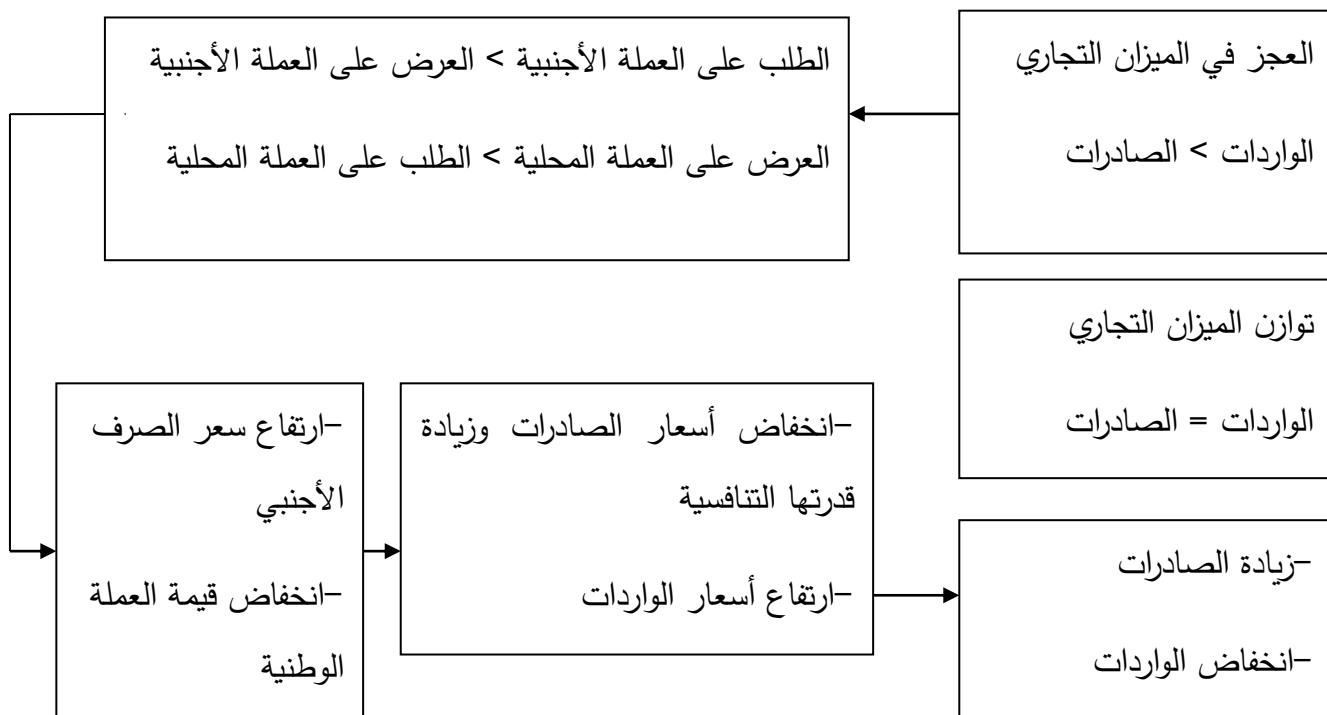 العجز في الميزان التجاري
الواردات > الصادرات
الطلب على العملة الأجنبية > العرض على العملة الأجنبية
العرض على العملة المحلية > الطلب على العملة المحلية
–ارتفاع سعر الصرف
الأجنبي
–انخفاض قيمة العملة
الوطنية
–انخفاض أسعار الصادرات وزيادة
قدرتها التنافسية
–ارتفاع أسعار الواردات
–زيادة الصادرات
–انخفاض الواردات
توازن الميزان التجاري
الواردات = الصادرات